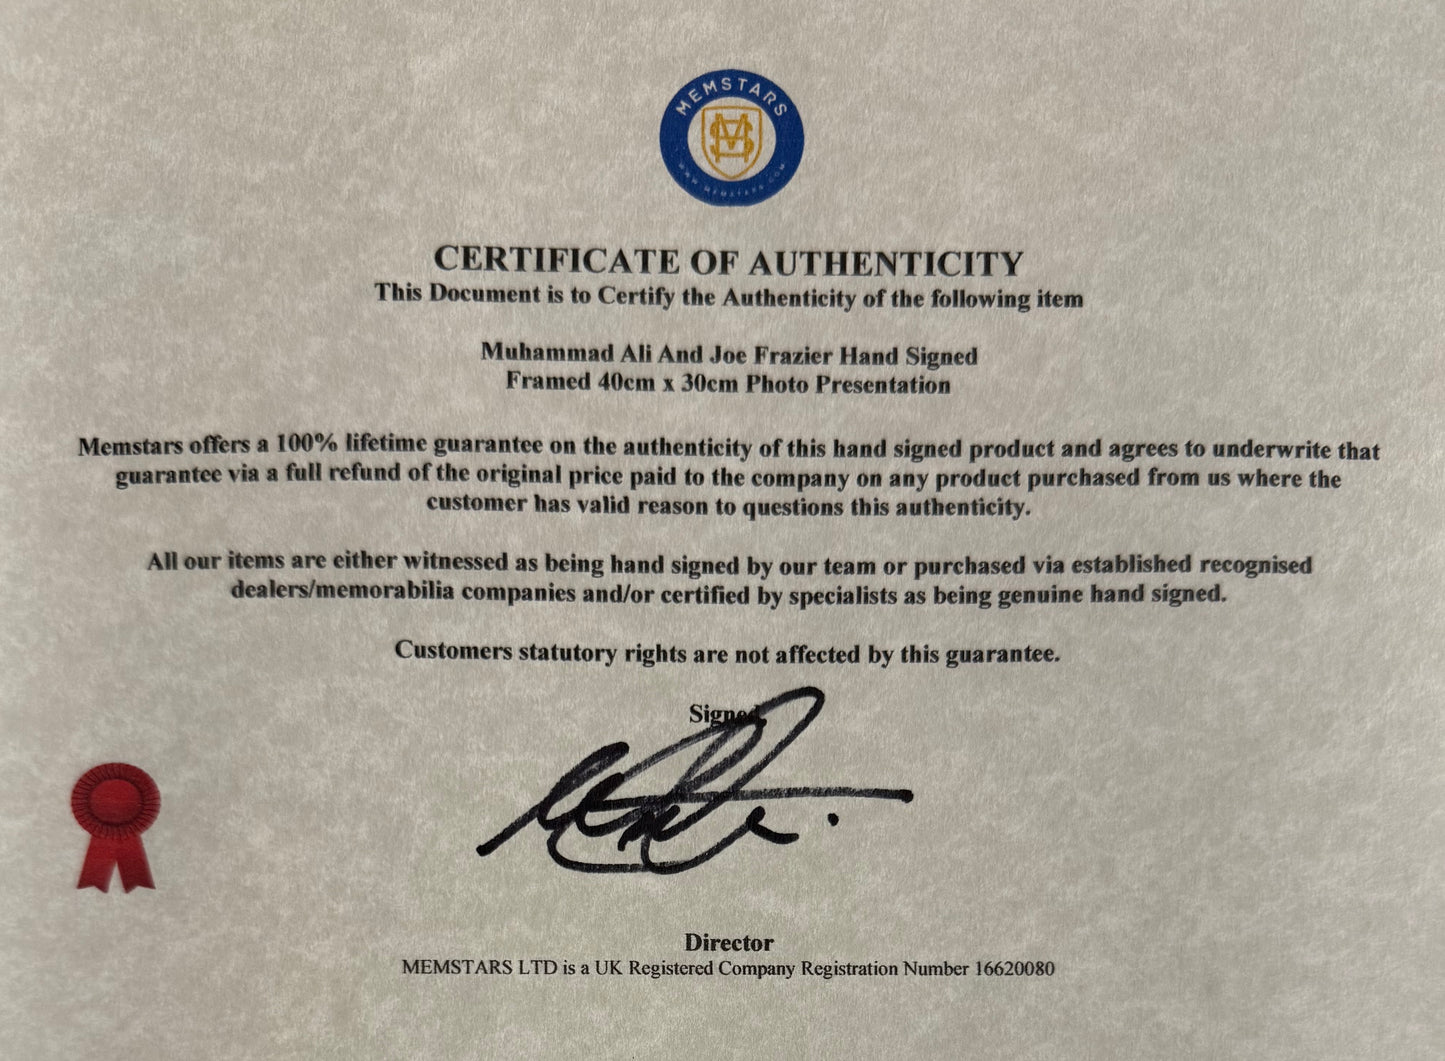 MEMSTARS
MS
WWW.MEMSTARS.COM
CERTIFICATE OF AUTHENTICITY
This Document is to Certify the Authenticity of the following item
Muhammad Ali And Joe Frazier Hand Signed
Framed 40cm x 30cm Photo Presentation
Memstars offers a 100% lifetime guarantee on the authenticity of this hand signed product and agrees to underwrite that
guarantee via a full refund of the original price paid to the company on any product purchased from us where the
customer has valid reason to questions this authenticity.
All our items are either witnessed as being hand signed by our team or purchased via established recognised
dealers/memorabilia companies and/or certified by specialists as being genuine hand signed.
Customers statutory rights are not affected by this guarantee.
Signed
Director
MEMSTARS LTD is a UK Registered Company Registration Number 16620080